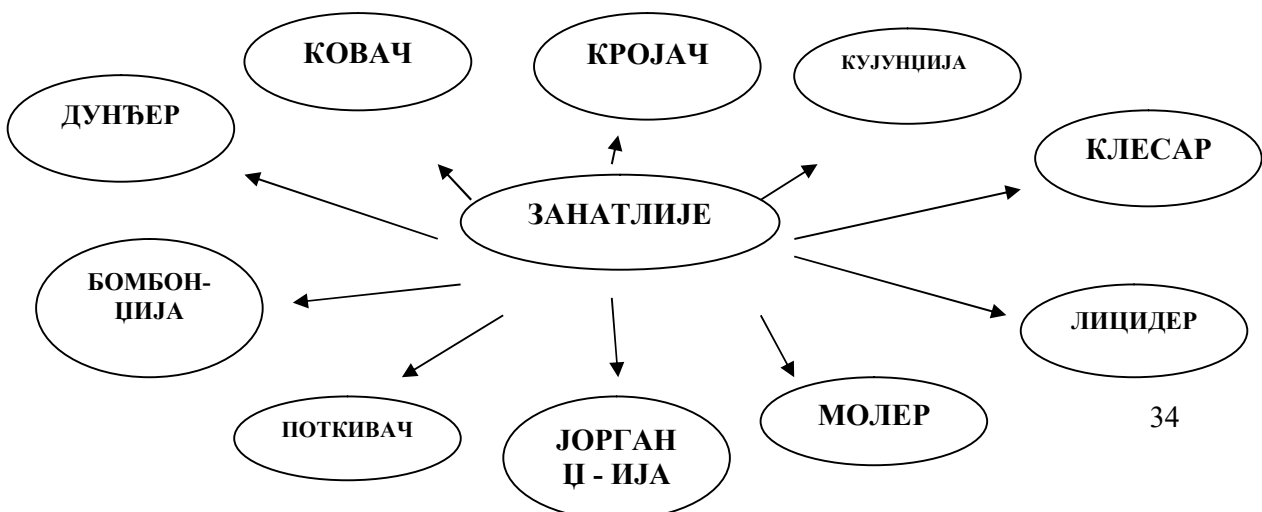 КОВАЧ
КРОЈАЧ
КУЈУНЏИЈА
ДУНЂЕР
КЛЕСАР
ЗАНАТЛИЈЕ
БОМБОН-
ЏИЈА
ЛИЦИДЕР
ПОТКИВАЧ
ЈОРГАН
Џ - ИЈА
МОЛЕР
34